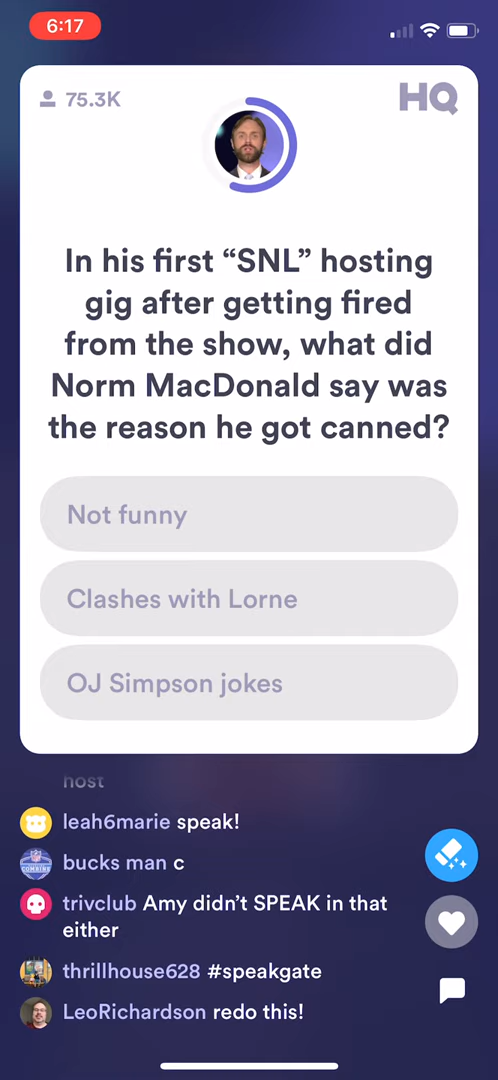 6:17
75.3K
HQ
In his first “SNL” hosting
gig after getting fired
from the show, what did
Norm MacDonald say was
the reason he got canned?
Not funny
Clashes with Lorne
OJ Simpson jokes
host
leah6marie speak!
bucks man c
trivclub Amy didn’t SPEAK in that
either
thrillhouse628 #speakgate
LeoRichardson redo this!